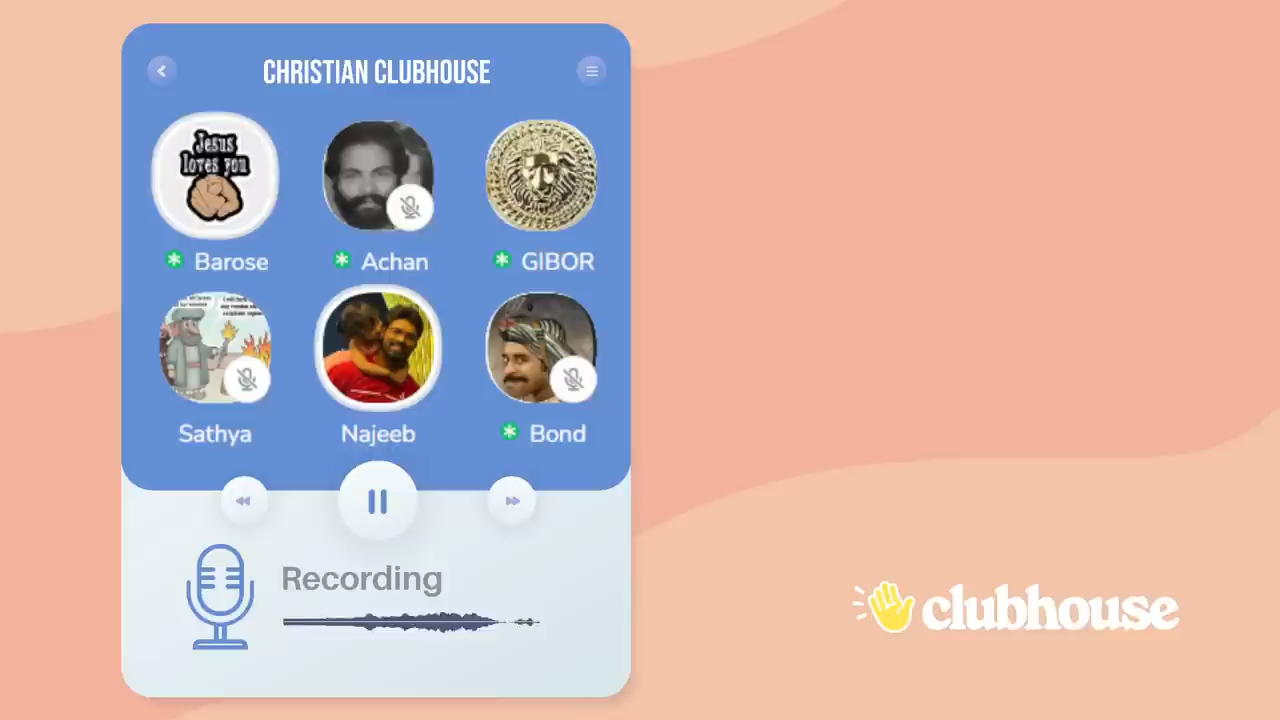 CHRISTIAN CLUBHOUSE
Jesus
loves you
Barose
Achan
GIBOR
Sathya
Najeeb
Bond
Recording
clubhouse